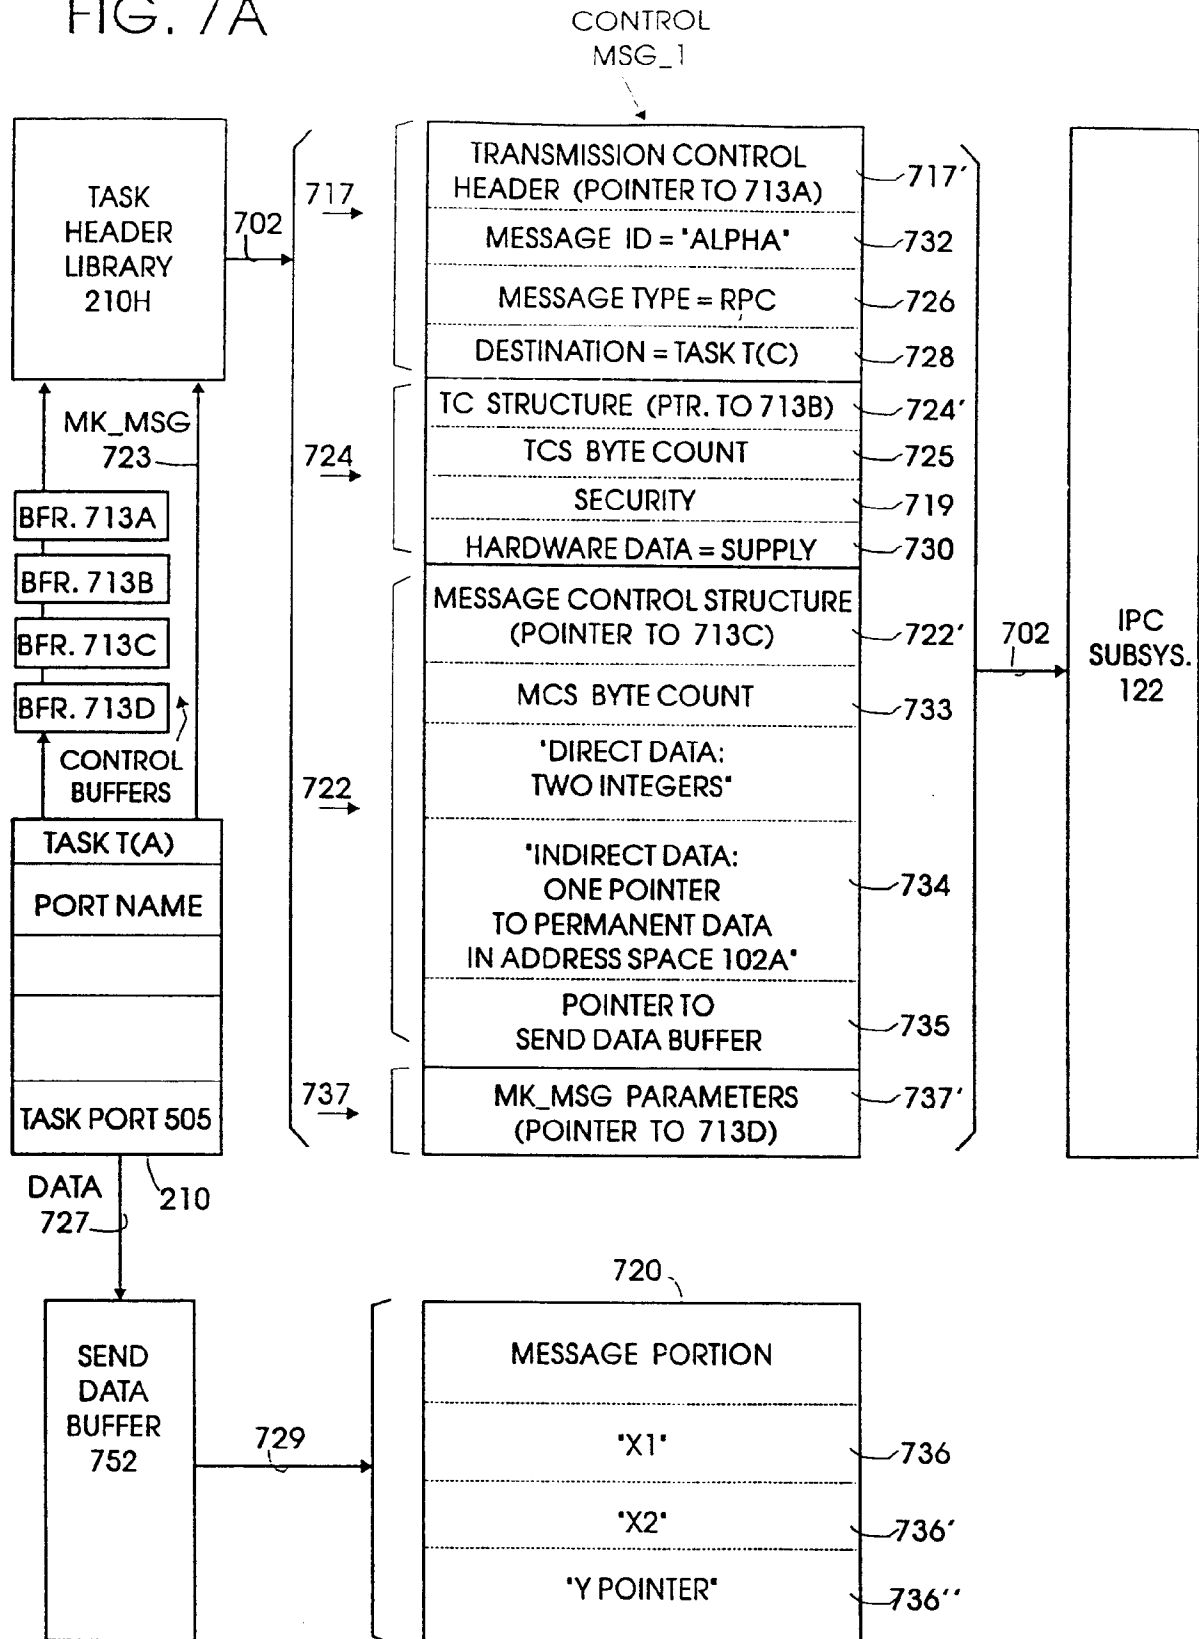 FIG. 7A
CONTROL
MSG_1
TASK
HEADER
LIBRARY
210H
702
717
TRANSMISSION CONTROL
HEADER (POINTER TO 713A)
717'
MESSAGE ID = "ALPHA"
732
MESSAGE TYPE = RPC
726
DESTINATION = TASK T(C)
728
MK_MSG
723
724
TC STRUCTURE (PTR. TO 713B)
724'
TCS BYTE COUNT
725
SECURITY
719
HARDWARE DATA = SUPPLY
730
BFR. 713A
BFR. 713B
BFR. 713C
BFR. 713D
CONTROL
BUFFERS
722
MESSAGE CONTROL STRUCTURE
(POINTER TO 713C)
722'
MCS BYTE COUNT
733
"DIRECT DATA:
TWO INTEGERS"
"INDIRECT DATA:
ONE POINTER
TO PERMANENT DATA
IN ADDRESS SPACE 102A"
734
POINTER TO
SEND DATA BUFFER
735
737
MK_MSG PARAMETERS
(POINTER TO 713D)
737'
702
IPC
SUBSYS.
122
TASK T(A)
PORT NAME
TASK PORT 505
210
DATA
727
SEND
DATA
BUFFER
752
729
720
MESSAGE PORTION
"X1"
736
"X2"
736'
"Y POINTER"
736''